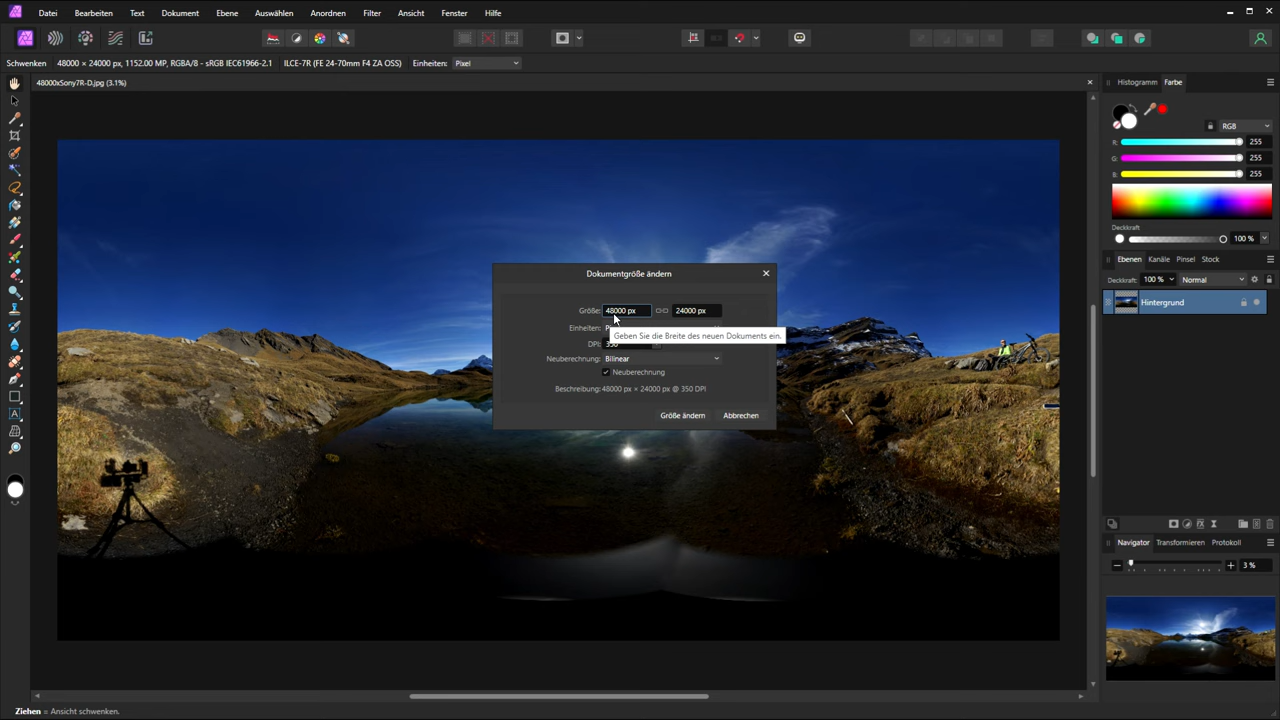 Datei Bearbeiten Text Dokument Ebene Auswählen Anordnen Filter Ansicht Fenster Hilfe
Schwenken 48000 × 24000 px, 1152.00 MP, RGBA/8 - sRGB IEC61966-2.1 ILCE-7R (FE 24-70mm F4 ZA OSS) Einheiten: Pixel
48000xSony7R-D.jpg (3.1%)
Histogramm Farbe
RGB
R: 255
G: 255
B: 255
Deckkraft
100 %
Ebenen Kanäle Pinsel Stock
Deckkraft: 100 % Normal
Hintergrund
Dokumentgröße ändern
Größe: 48000 px 24000 px
Einheiten:
Geben Sie die Breite des neuen Dokuments ein.
DPI: 350
Neuberechnung: Bilinear
Neuberechnung
Beschreibung: 48000 px × 24000 px @ 350 DPI
Größe ändern Abbrechen
Navigator Transformieren Protokoll
3 %
Ziehen = Ansicht schwenken.